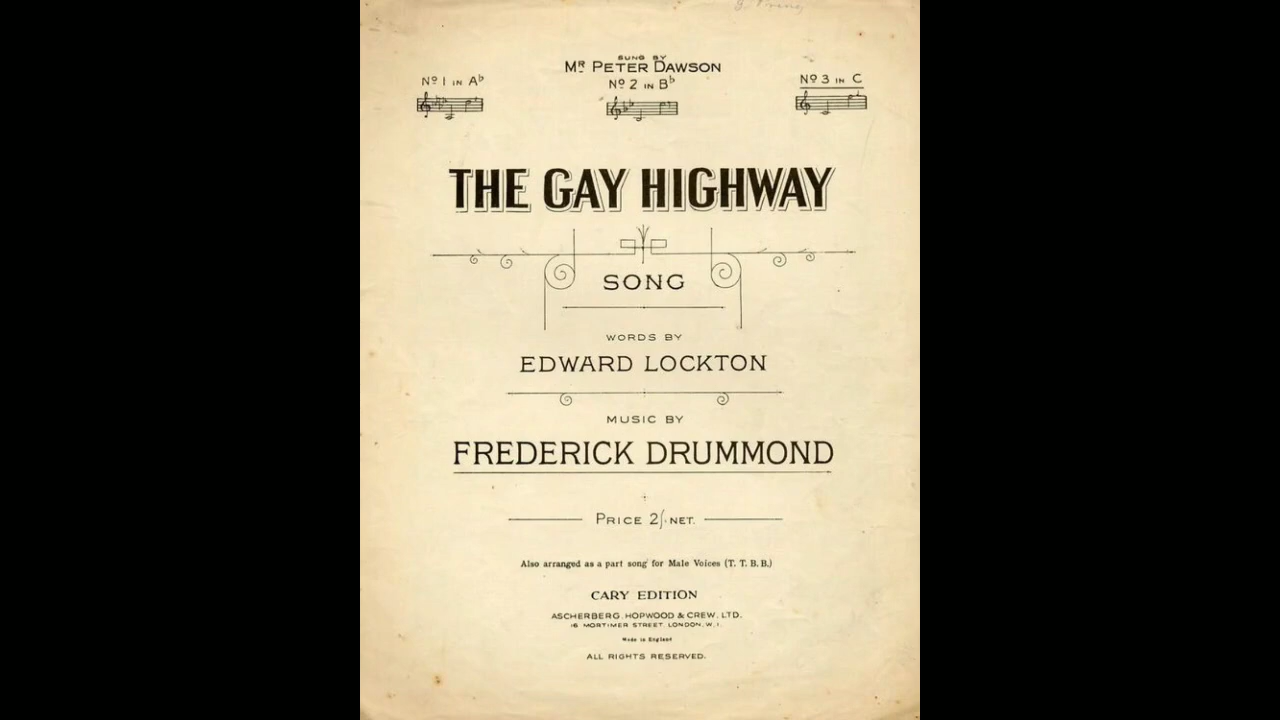 SUNG BY
MR PETER DAWSON
No 1 IN A♭
No 2 IN B♭
No 3 IN C
THE GAY HIGHWAY
SONG
WORDS BY
EDWARD LOCKTON
MUSIC BY
FREDERICK DRUMMOND
PRICE 2/. NET.
Also arranged as a part song for Male Voices (T. T. B. B.)
CARY EDITION
ASCHERBERG, HOPWOOD & CREW, LTD.
16 MORTIMER STREET, LONDON, W.1.
Made in England
ALL RIGHTS RESERVED.